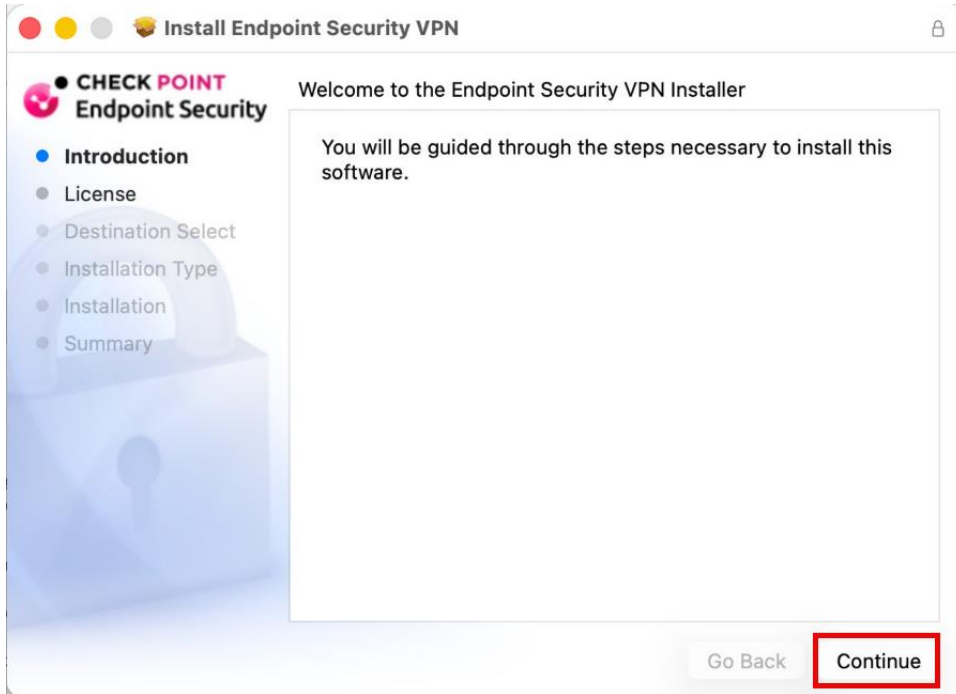 Install Endpoint Security VPN
CHECK POINT
Endpoint Security
Welcome to the Endpoint Security VPN Installer
Introduction
License
Destination Select
Installation Type
Installation
Summary
You will be guided through the steps necessary to install this
software.
Go Back
Continue